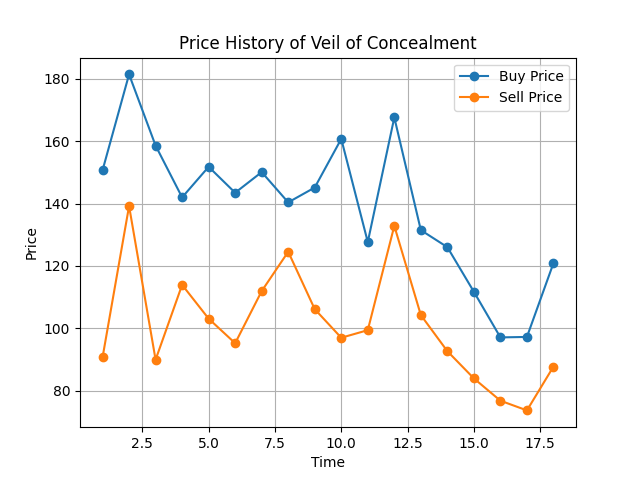 Price History of Veil of Concealment
Buy Price
Sell Price
180
160
140
120
100
80
Price
2.5
5.0
7.5
10.0
12.5
15.0
17.5
Time